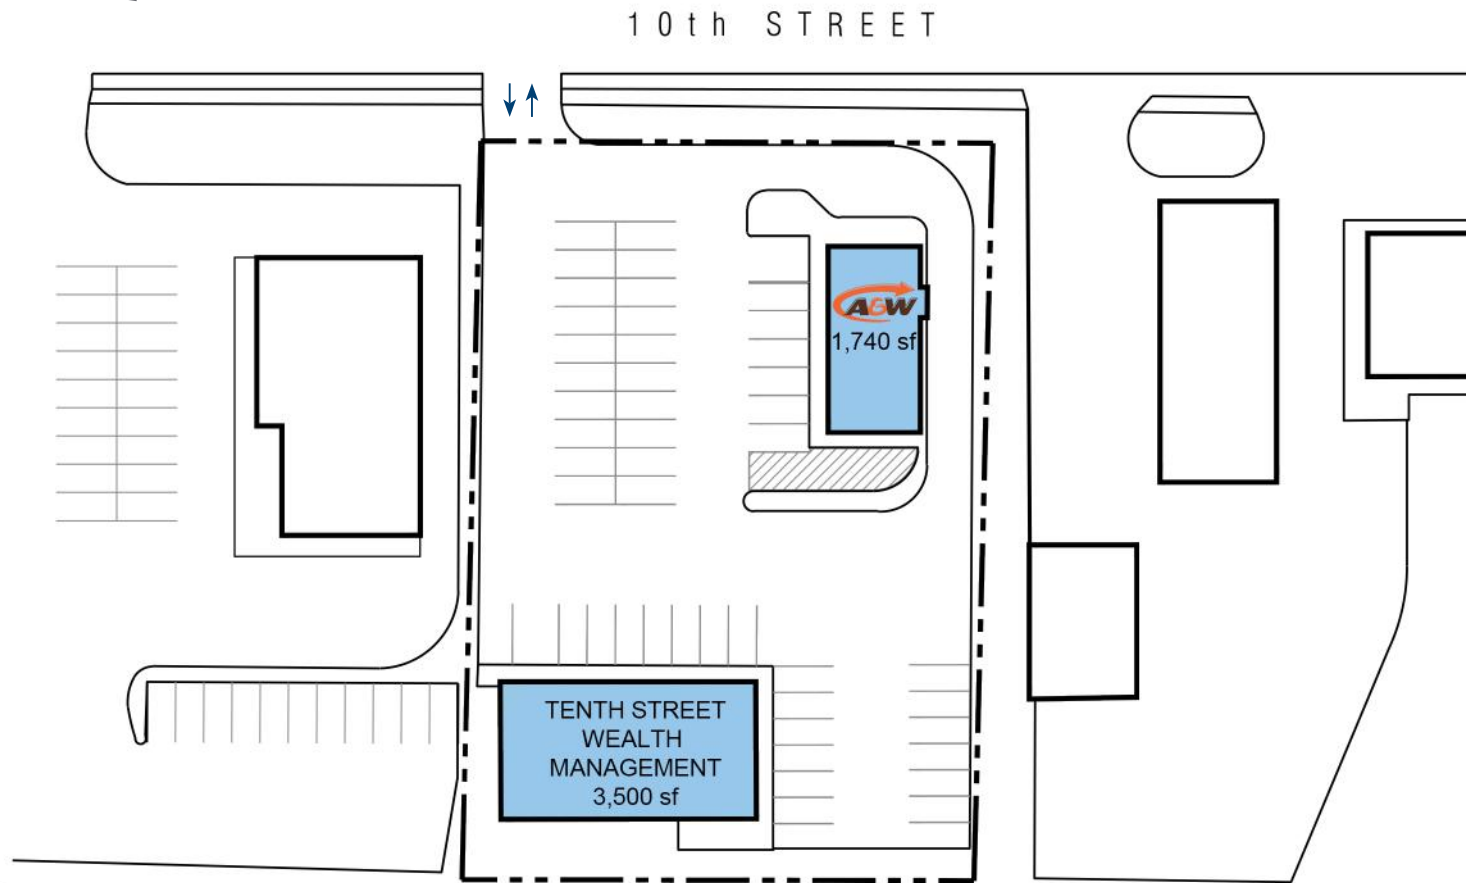 10th STREET
A&W
1,740 sf
TENTH STREET
WEALTH
MANAGEMENT
3,500 sf